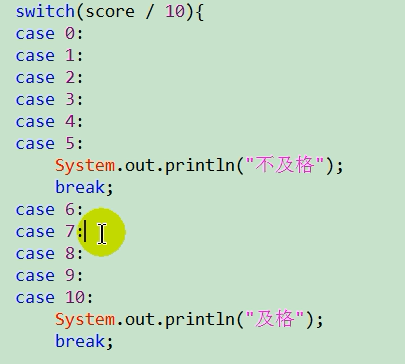 switch(score / 10){
case 0:
case 1:
case 2:
case 3:
case 4:
case 5:
    System.out.println("不及格");
    break;
case 6:
case 7:
case 8:
case 9:
case 10:
    System.out.println("及格");
    break;